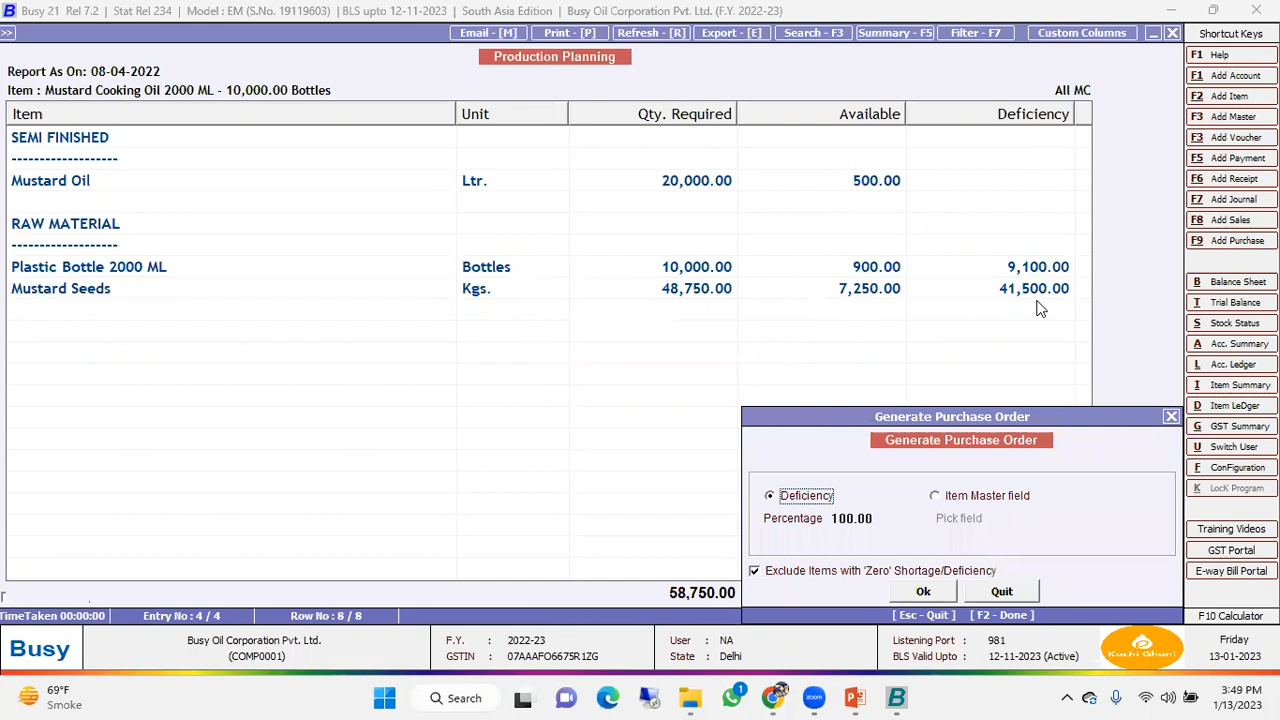 Busy 21 Rel 7.2 | Stat Rel 234 | Model : EM (S.No. 19119603) | BLS upto 12-11-2023 | South Asia Edition | Busy Oil Corporation Pvt. Ltd. (F.Y. 2022-23)
>> Email - [M] Print - [P] Refresh - [R] Export - [E] Search - F3 Summary - F5 Filter - F7 Custom Columns
Shortcut Keys
Production Planning
Report As On: 08-04-2022
Item : Mustard Cooking Oil 2000 ML - 10,000.00 Bottles All MC
Item Unit Qty. Required Available Deficiency
SEMI FINISHED
--------------------
Mustard Oil Ltr. 20,000.00 500.00
RAW MATERIAL
--------------------
Plastic Bottle 2000 ML Bottles 10,000.00 900.00 9,100.00
Mustard Seeds Kgs. 48,750.00 7,250.00 41,500.00
58,750.00
Generate Purchase Order
Generate Purchase Order
Deficiency Item Master field
Percentage 100.00 Pick field
Exclude Items with 'Zero' Shortage/Deficiency
Ok Quit
[ Esc - Quit ] [ F2 - Done ]
F1 Help
F1 Add Account
F2 Add Item
F3 Add Master
F3 Add Voucher
F5 Add Payment
F6 Add Receipt
F7 Add Journal
F8 Add Sales
F9 Add Purchase
B Balance Sheet
T Trial Balance
S Stock Status
A Acc. Summary
L Acc. Ledger
I Item Summary
D Item LeDger
G GST Summary
U Switch User
F ConFiguration
K LocK Program
Training Videos
GST Portal
E-way Bill Portal
F10 Calculator
TimeTaken 00:00:00 Entry No : 4 / 4 Row No : 8 / 8
Busy
Busy Oil Corporation Pvt. Ltd.
(COMP0001)
F.Y. : 2022-23
GSTIN : 07AAAFO6675R1ZG
User : NA
State : Delhi
Listening Port : 981
BLS Valid Upto : 12-11-2023 (Active)
Kachi Ghani
Friday
13-01-2023
69°F
Smoke
Search
1
zoom
3:49 PM
1/13/2023